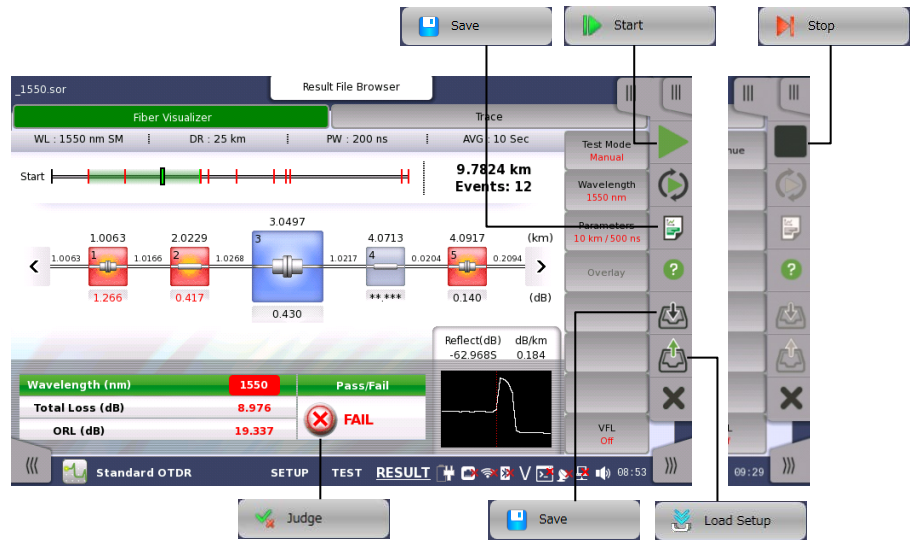 Save
Start
Stop
_1550.sor
Result File Browser
Fiber Visualizer
Trace
WL : 1550 nm SM
DR : 25 km
PW : 200 ns
AVG : 10 Sec
Test Mode
Manual
nue
Start
9.7824 km
Events: 12
Wavelength
1550 nm
Parameters
10 km / 500 ns
3.0497
1.0063
2.0229
4.0713
4.0917
(km)
1.0063
1
1.0166
2
1.0268
3
1.0217
4
0.0204
5
0.2094
Overlay
1.266
0.417
0.430
**.***
0.140
(dB)
Reflect(dB)
dB/km
-62.968S
0.184
Wavelength (nm)
1550
Pass/Fail
Total Loss (dB)
8.976
FAIL
ORL (dB)
19.337
VFL
Off
L
f
Standard OTDR
SETUP
TEST
RESULT
V
08:53
09:29
Judge
Save
Load Setup